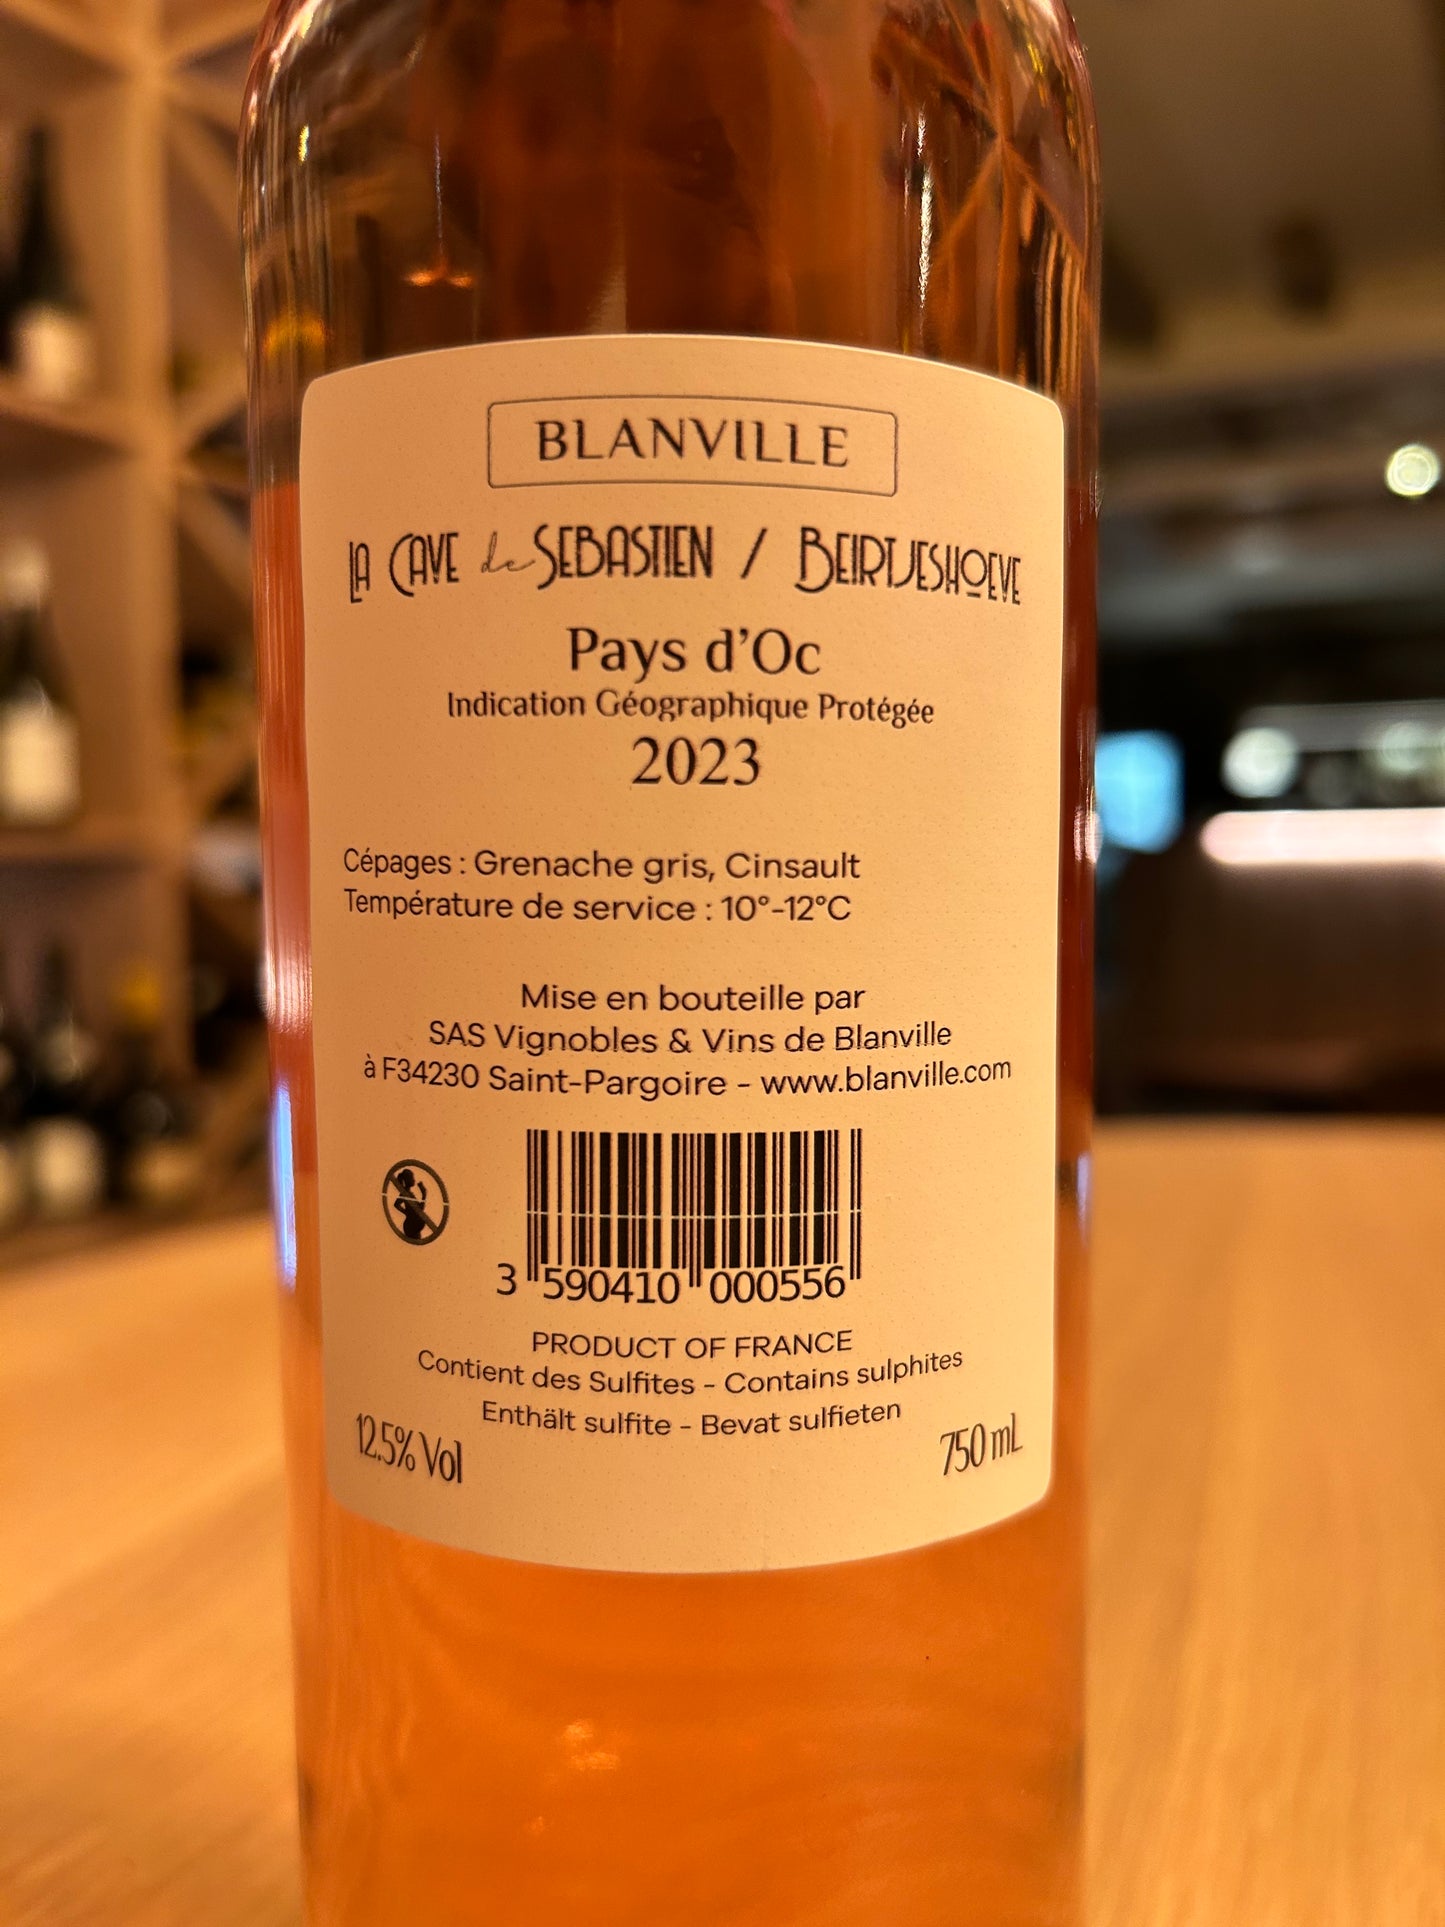 BLANVILLE
LA CAVE de SEBASTIEN / BEIRTJESHOEVE
Pays d'Oc
Indication Géographique Protégée
2023
Cépages : Grenache gris, Cinsault
Température de service : 10°-12°C
Mise en bouteille par
SAS Vignobles & Vins de Blanville
à F34230 Saint-Pargoire - www.blanville.com
3 590410 000556
PRODUCT OF FRANCE
Contient des Sulfites - Contains sulphites
Enthält sulfite - Bevat sulfieten
12.5% Vol
750 mL